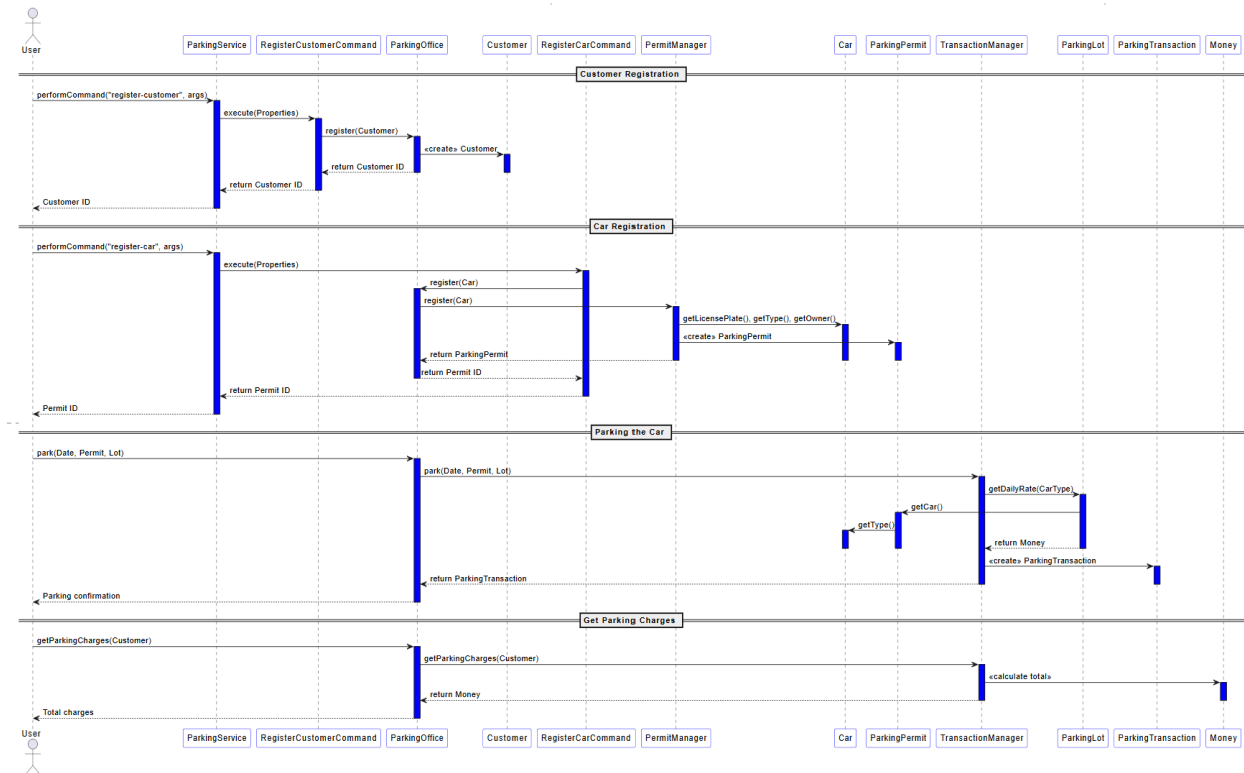 User
ParkingService RegisterCustomerCommand ParkingOffice Customer RegisterCarCommand PermitManager Car ParkingPermit TransactionManager ParkingLot ParkingTransaction Money
Customer Registration
performCommand("register-customer", args)
execute(Properties)
register(Customer)
«create» Customer
return Customer ID
return Customer ID
Customer ID
Car Registration
performCommand("register-car", args)
execute(Properties)
register(Car)
register(Car)
getLicensePlate(), getType(), getOwner()
«create» ParkingPermit
return ParkingPermit
return Permit ID
return Permit ID
Permit ID
Parking the Car
park(Date, Permit, Lot)
park(Date, Permit, Lot)
getDailyRate(CarType)
getCar()
getType()
return Money
«create» ParkingTransaction
return ParkingTransaction
Parking confirmation
Get Parking Charges
getParkingCharges(Customer)
getParkingCharges(Customer)
«calculate total»
return Money
Total charges
User
ParkingService RegisterCustomerCommand ParkingOffice Customer RegisterCarCommand PermitManager Car ParkingPermit TransactionManager ParkingLot ParkingTransaction Money